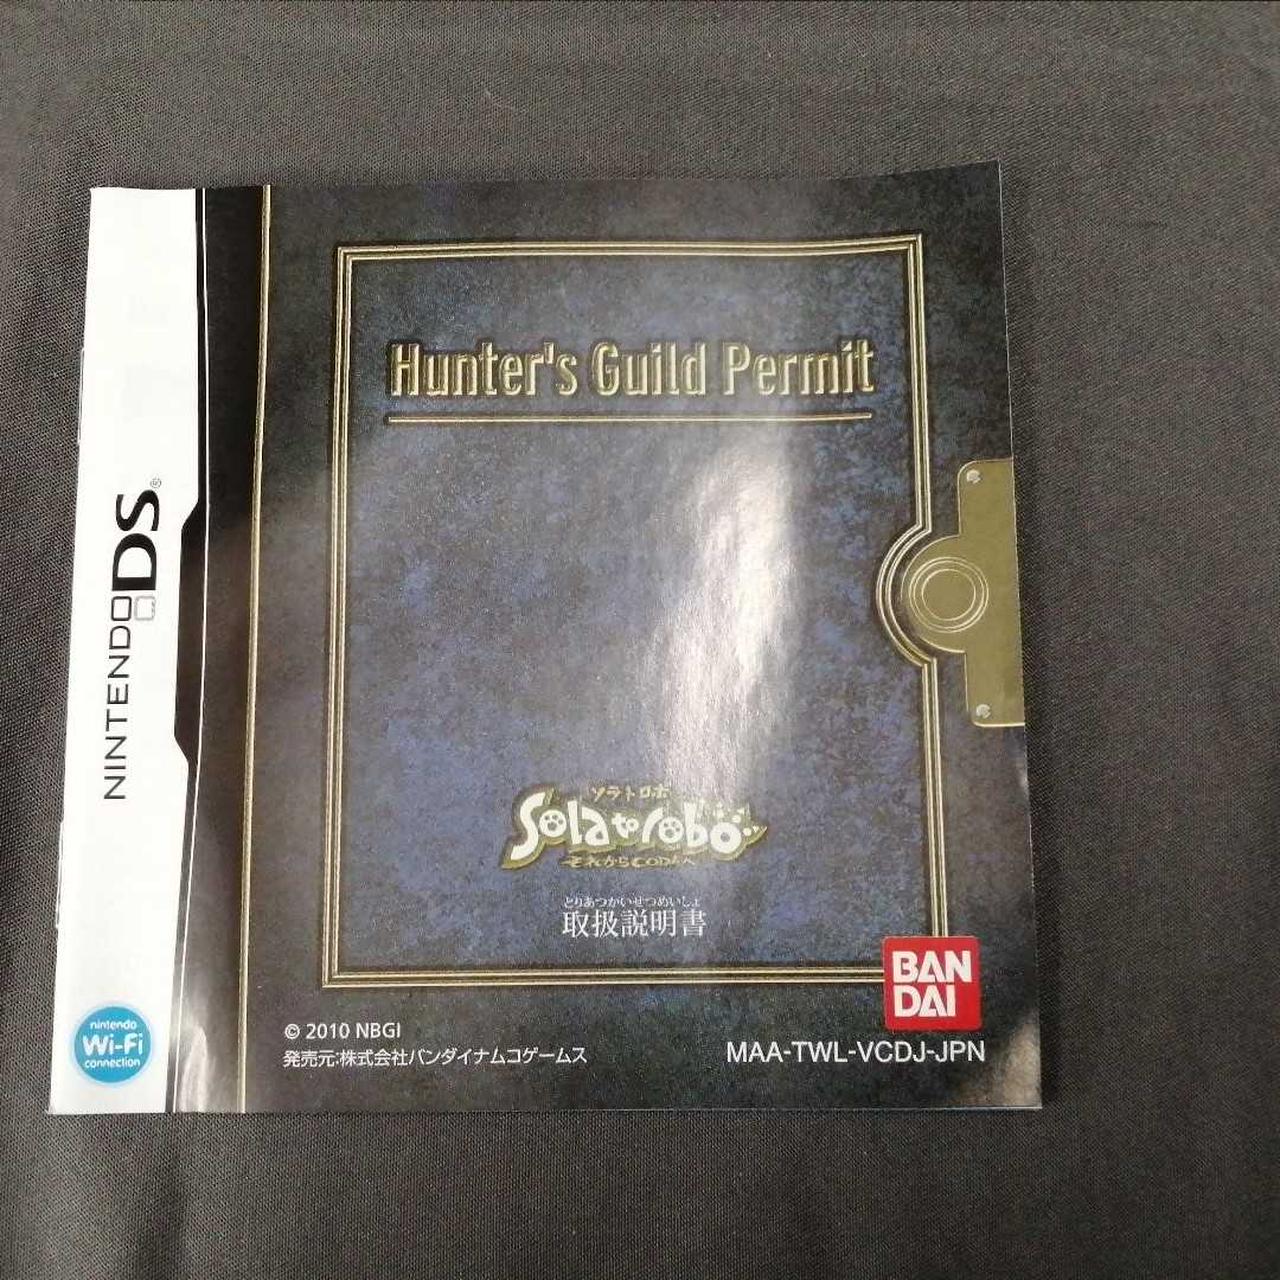 NINTENDO DS®
nintendo
Wi-Fi
connection
Hunter's Guild Permit
ソラトロボ
Solatorobo
それからCODAへ
とりあつかいせつめいしょ
取扱説明書
BAN
DAI
© 2010 NBGI
発売元:株式会社バンダイナムコゲームス
MAA-TWL-VCDJ-JPN